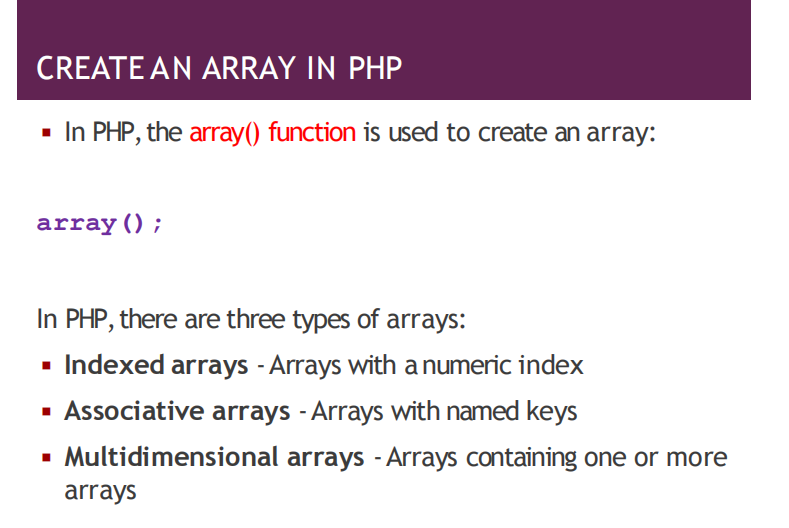 CREATE AN ARRAY IN PHP
▪ In PHP, the array() function is used to create an array:
array();
In PHP, there are three types of arrays:
▪ Indexed arrays - Arrays with a numeric index
▪ Associative arrays - Arrays with named keys
▪ Multidimensional arrays - Arrays containing one or more
arrays